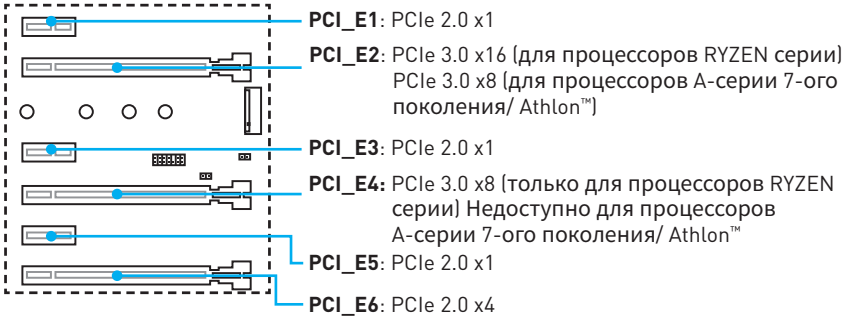 PCI_E1: PCIe 2.0 x1
PCI_E2: PCIe 3.0 x16 (для процессоров RYZEN серии)
PCIe 3.0 x8 (для процессоров A-серии 7-ого
поколения/ Athlon™)
PCI_E3: PCIe 2.0 x1
PCI_E4: PCIe 3.0 x8 (только для процессоров RYZEN
серии) Недоступно для процессоров
A-серии 7-ого поколения/ Athlon™
PCI_E5: PCIe 2.0 x1
PCI_E6: PCIe 2.0 x4